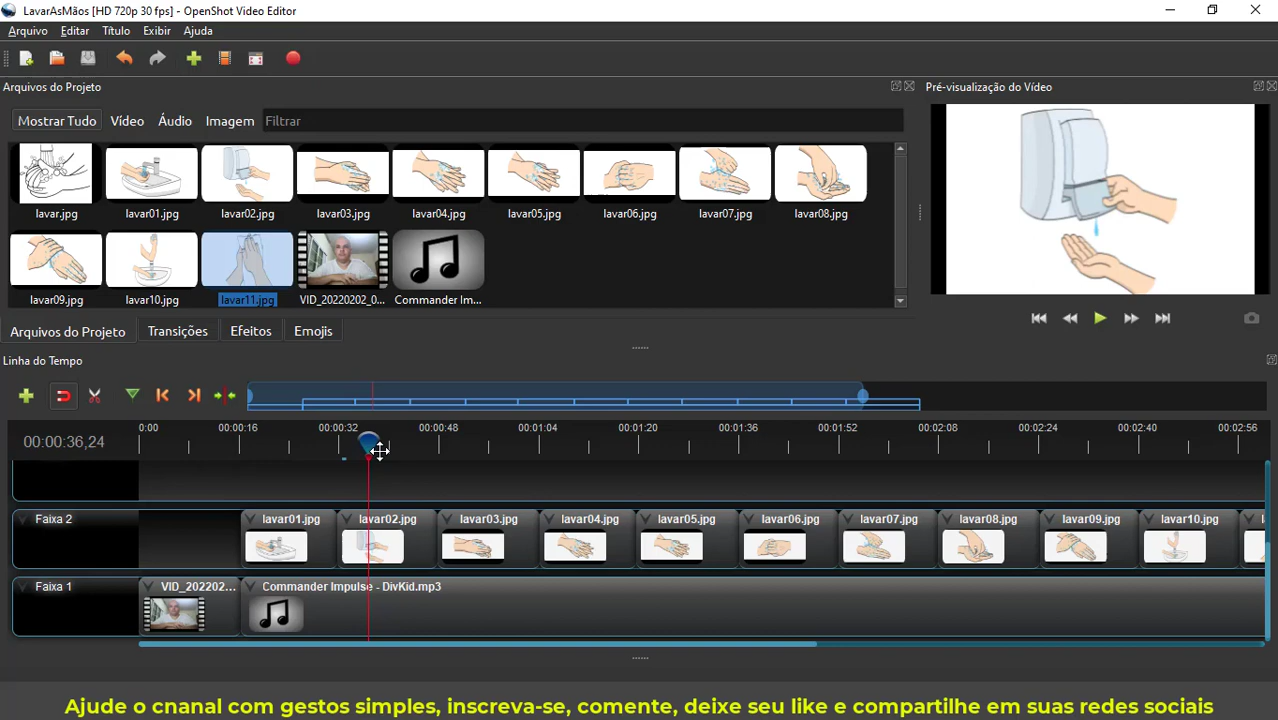 LavarAsMãos [HD 720p 30 fps] - OpenShot Video Editor
Arquivo Editar Título Exibir Ajuda
Arquivos do Projeto
Pré-visualização do Vídeo
Mostrar Tudo Vídeo Áudio Imagem Filtrar
lavar.jpg lavar01.jpg lavar02.jpg lavar03.jpg lavar04.jpg lavar05.jpg lavar06.jpg lavar07.jpg lavar08.jpg
lavar09.jpg lavar10.jpg lavar11.jpg VID_20220202_0... Commander Im...
Arquivos do Projeto Transições Efeitos Emojis
Linha do Tempo
00:00:36,24
0:00 00:00:16 00:00:32 00:00:48 00:01:04 00:01:20 00:01:36 00:01:52 00:02:08 00:02:24 00:02:40 00:02:56
Faixa 2 lavar01.jpg lavar02.jpg lavar03.jpg lavar04.jpg lavar05.jpg lavar06.jpg lavar07.jpg lavar08.jpg lavar09.jpg lavar10.jpg
Faixa 1 VID_202202... Commander Impulse - DivKid.mp3
Ajude o cnanal com gestos simples, inscreva-se, comente, deixe seu like e compartilhe em suas redes sociais